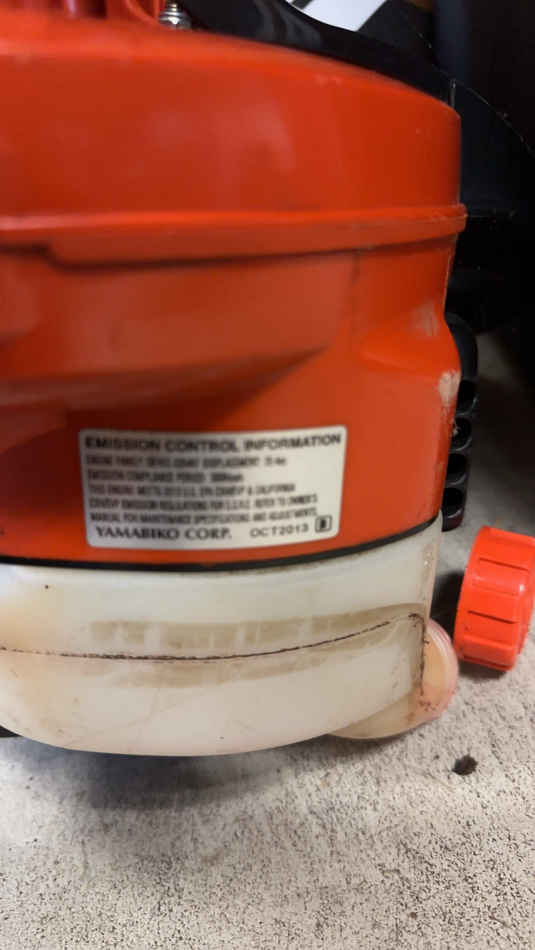 EMISSION CONTROL INFORMATION
ENGINE FAMILY DISPLACEMENT
EMISSION COMPLIANCE PERIOD:
THIS ENGINE MEETS U.S. EPA & CALIFORNIA
EMISSION REGULATIONS FOR S.O.R.E. REFER TO OWNER'S
MANUAL FOR MAINTENANCE SPECIFICATIONS AND ADJUSTMENTS.
YAMABIKO CORP. OCT2013